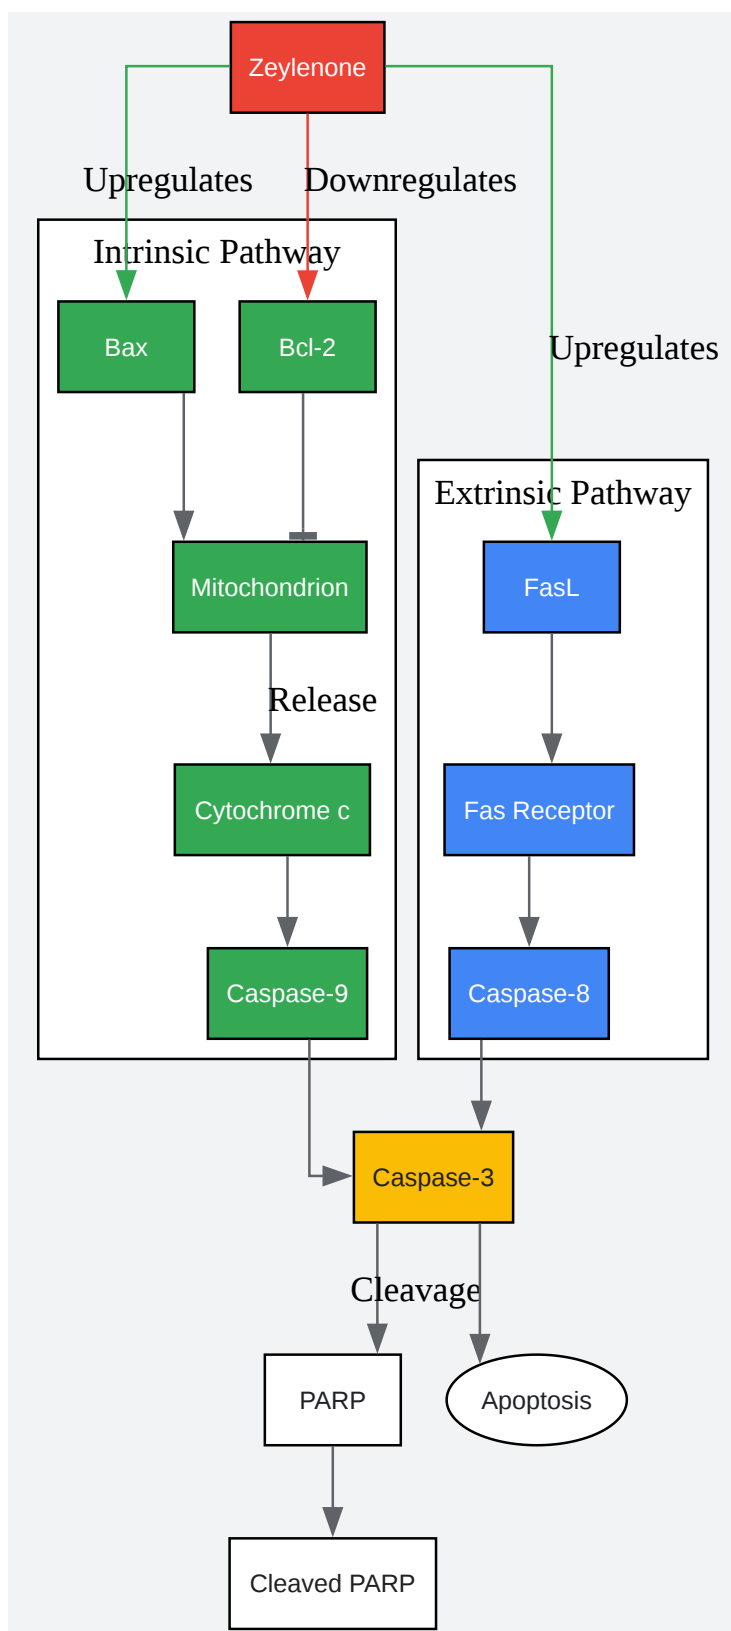 Zeylenone
Upregulates
Downregulates
Intrinsic Pathway
Bax
Bcl-2
Upregulates
Extrinsic Pathway
Mitochondrion
FasL
Release
Cytochrome c
Fas Receptor
Caspase-9
Caspase-8
Caspase-3
Cleavage
PARP
Apoptosis
Cleaved PARP